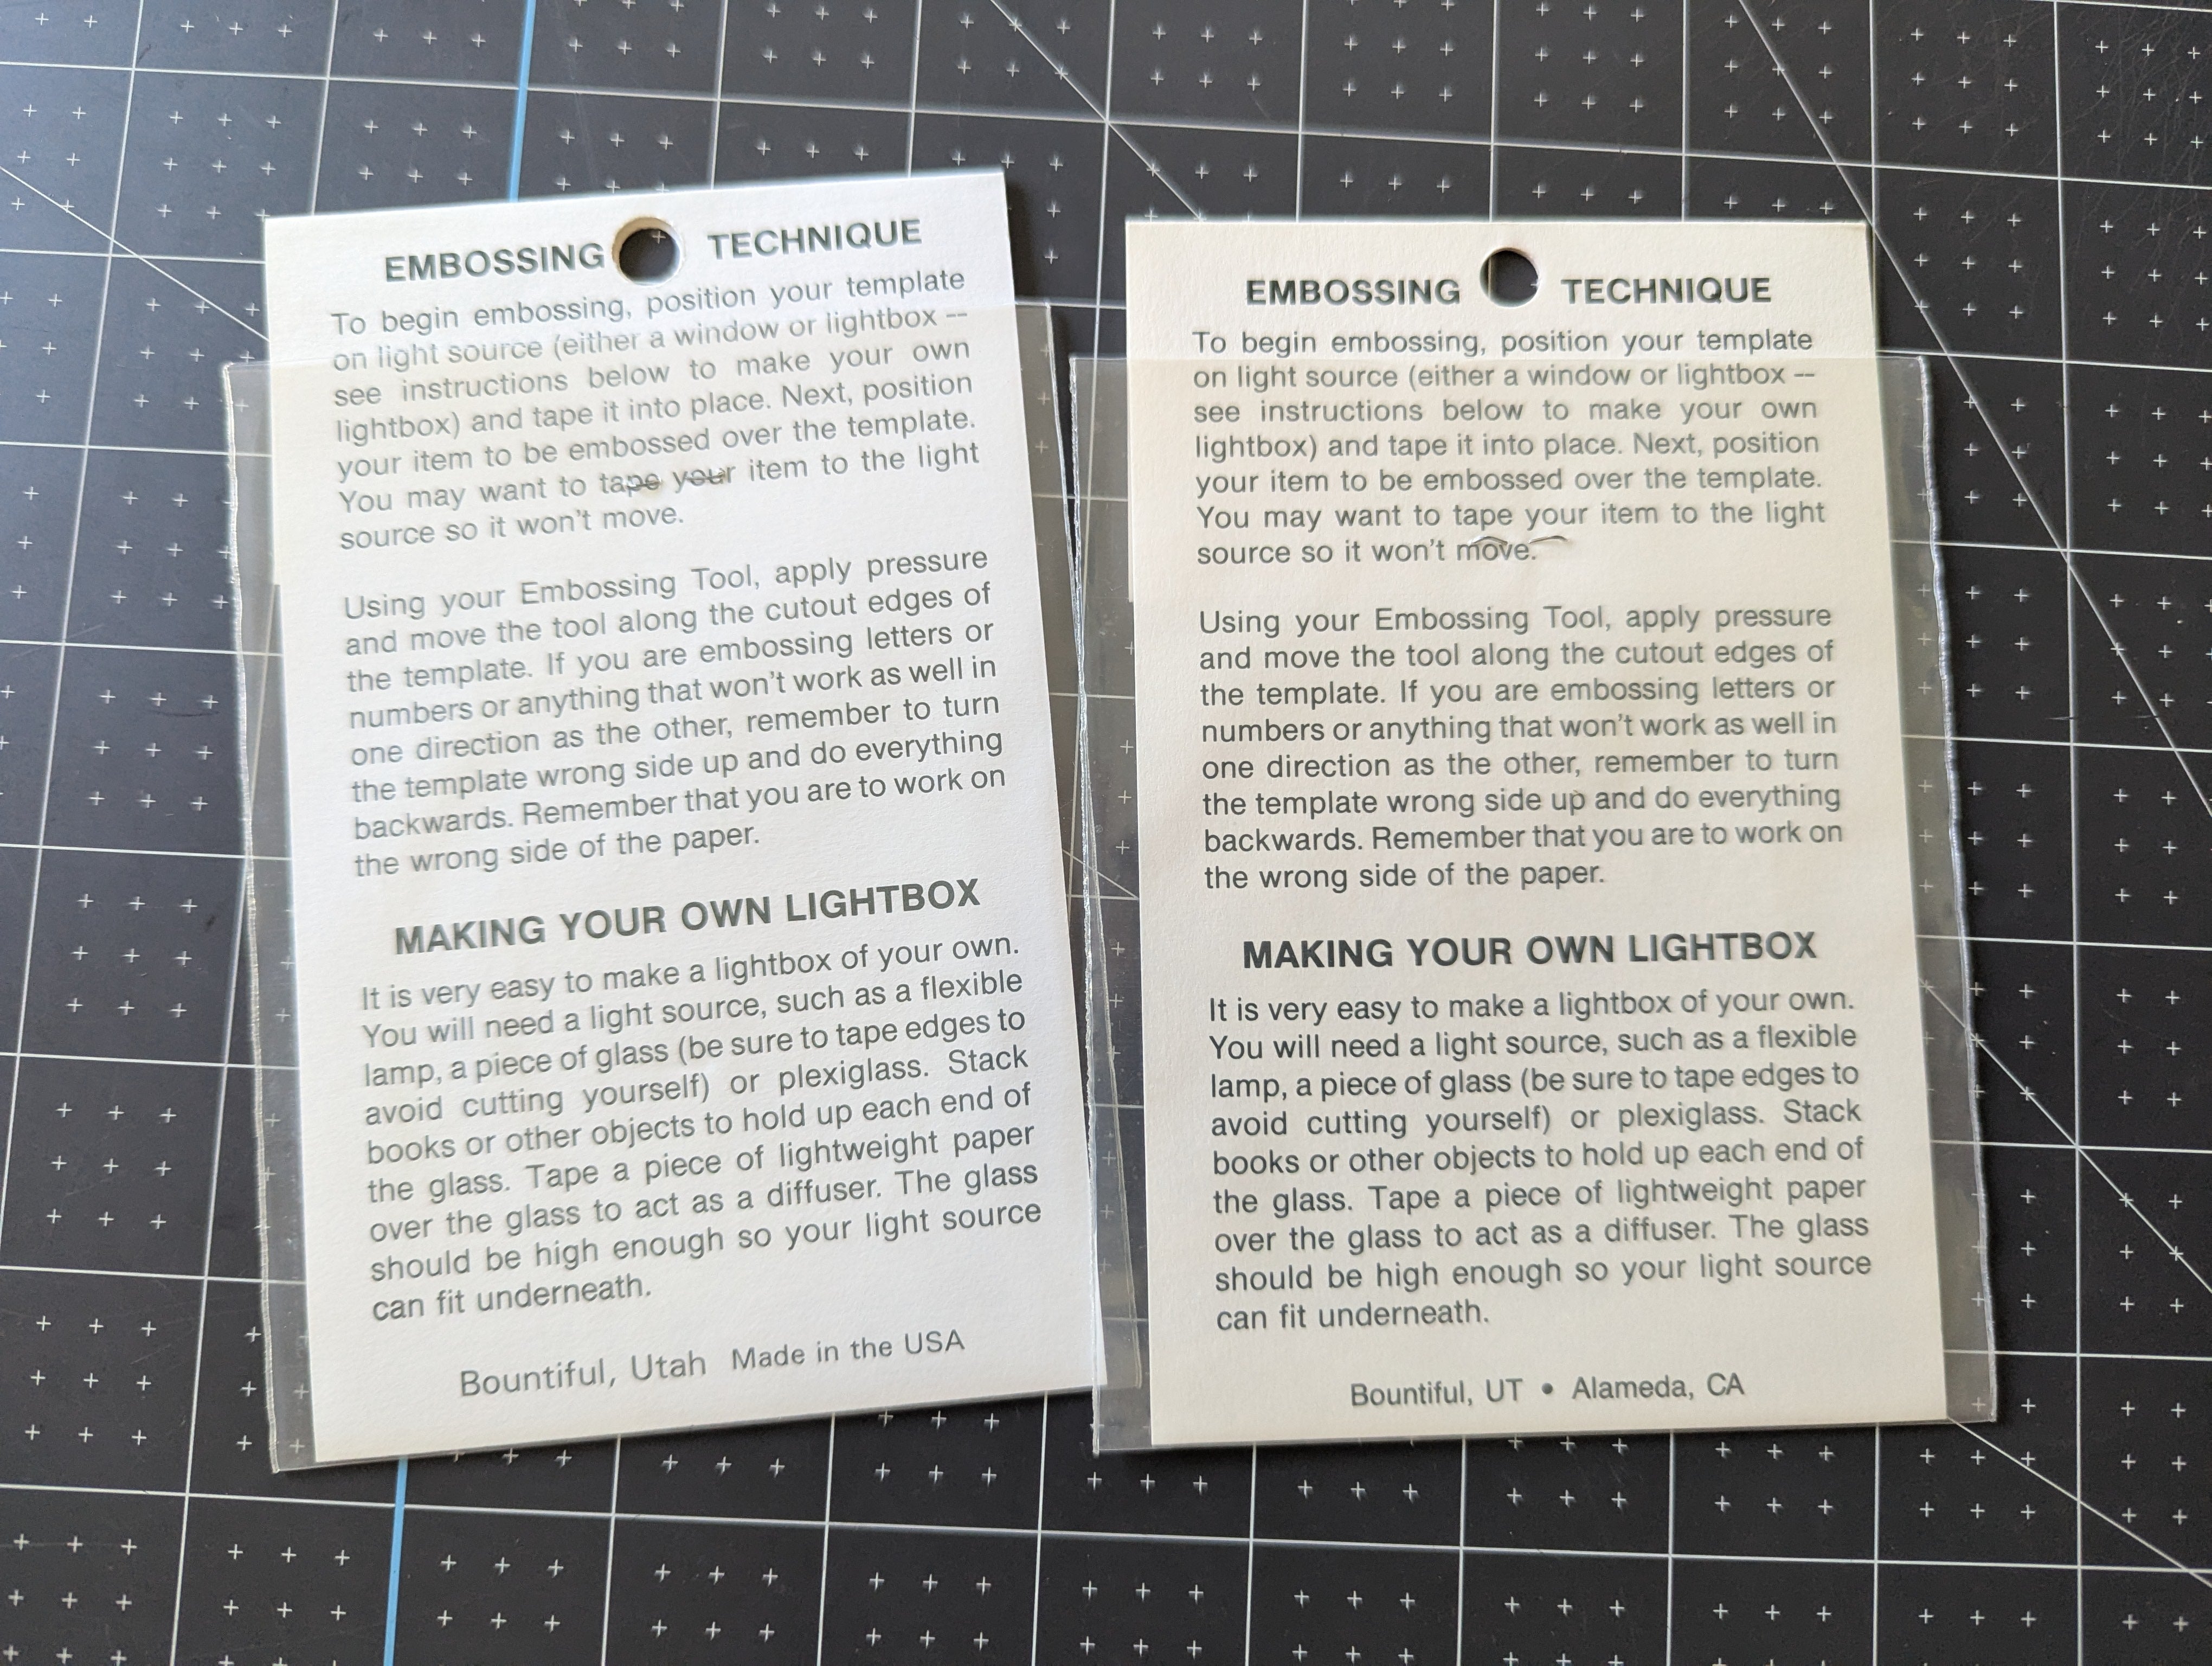 EMBOSSING TECHNIQUE
To begin embossing, position your template
on light source (either a window or lightbox --
see instructions below to make your own
lightbox) and tape it into place. Next, position
your item to be embossed over the template.
You may want to tape your item to the light
source so it won't move.
Using your Embossing Tool, apply pressure
and move the tool along the cutout edges of
the template. If you are embossing letters or
numbers or anything that won't work as well in
one direction as the other, remember to turn
the template wrong side up and do everything
backwards. Remember that you are to work on
the wrong side of the paper.
MAKING YOUR OWN LIGHTBOX
It is very easy to make a lightbox of your own.
You will need a light source, such as a flexible
lamp, a piece of glass (be sure to tape edges to
avoid cutting yourself) or plexiglass. Stack
books or other objects to hold up each end of
the glass. Tape a piece of lightweight paper
over the glass to act as a diffuser. The glass
should be high enough so your light source
can fit underneath.
Bountiful, Utah Made in the USA
EMBOSSING TECHNIQUE
To begin embossing, position your template
on light source (either a window or lightbox --
see instructions below to make your own
lightbox) and tape it into place. Next, position
your item to be embossed over the template.
You may want to tape your item to the light
source so it won't move.
Using your Embossing Tool, apply pressure
and move the tool along the cutout edges of
the template. If you are embossing letters or
numbers or anything that won't work as well in
one direction as the other, remember to turn
the template wrong side up and do everything
backwards. Remember that you are to work on
the wrong side of the paper.
MAKING YOUR OWN LIGHTBOX
It is very easy to make a lightbox of your own.
You will need a light source, such as a flexible
lamp, a piece of glass (be sure to tape edges to
avoid cutting yourself) or plexiglass. Stack
books or other objects to hold up each end of
the glass. Tape a piece of lightweight paper
over the glass to act as a diffuser. The glass
should be high enough so your light source
can fit underneath.
Bountiful, UT • Alameda, CA